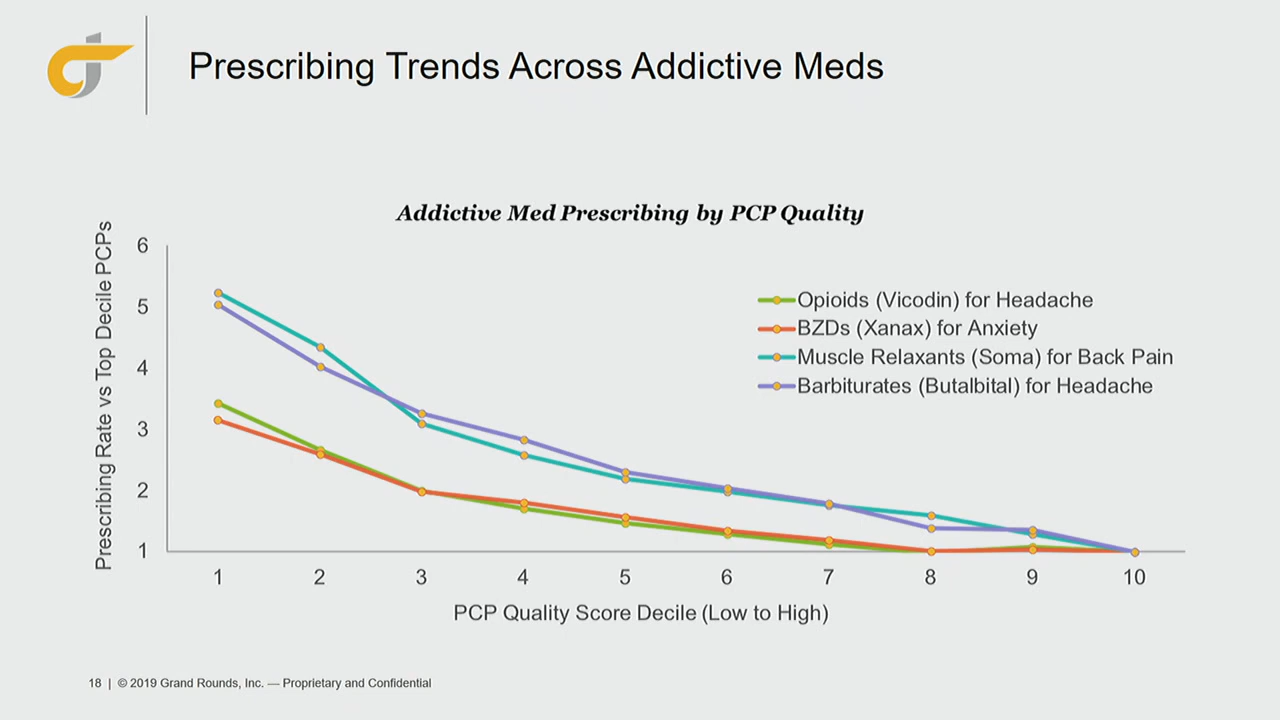 Prescribing Trends Across Addictive Meds
Addictive Med Prescribing by PCP Quality
Prescribing Rate vs Top Decile PCPs
6
5
4
3
2
1
Opioids (Vicodin) for Headache
BZDs (Xanax) for Anxiety
Muscle Relaxants (Soma) for Back Pain
Barbiturates (Butalbital) for Headache
1 2 3 4 5 6 7 8 9 10
PCP Quality Score Decile (Low to High)
18 | © 2019 Grand Rounds, Inc. — Proprietary and Confidential